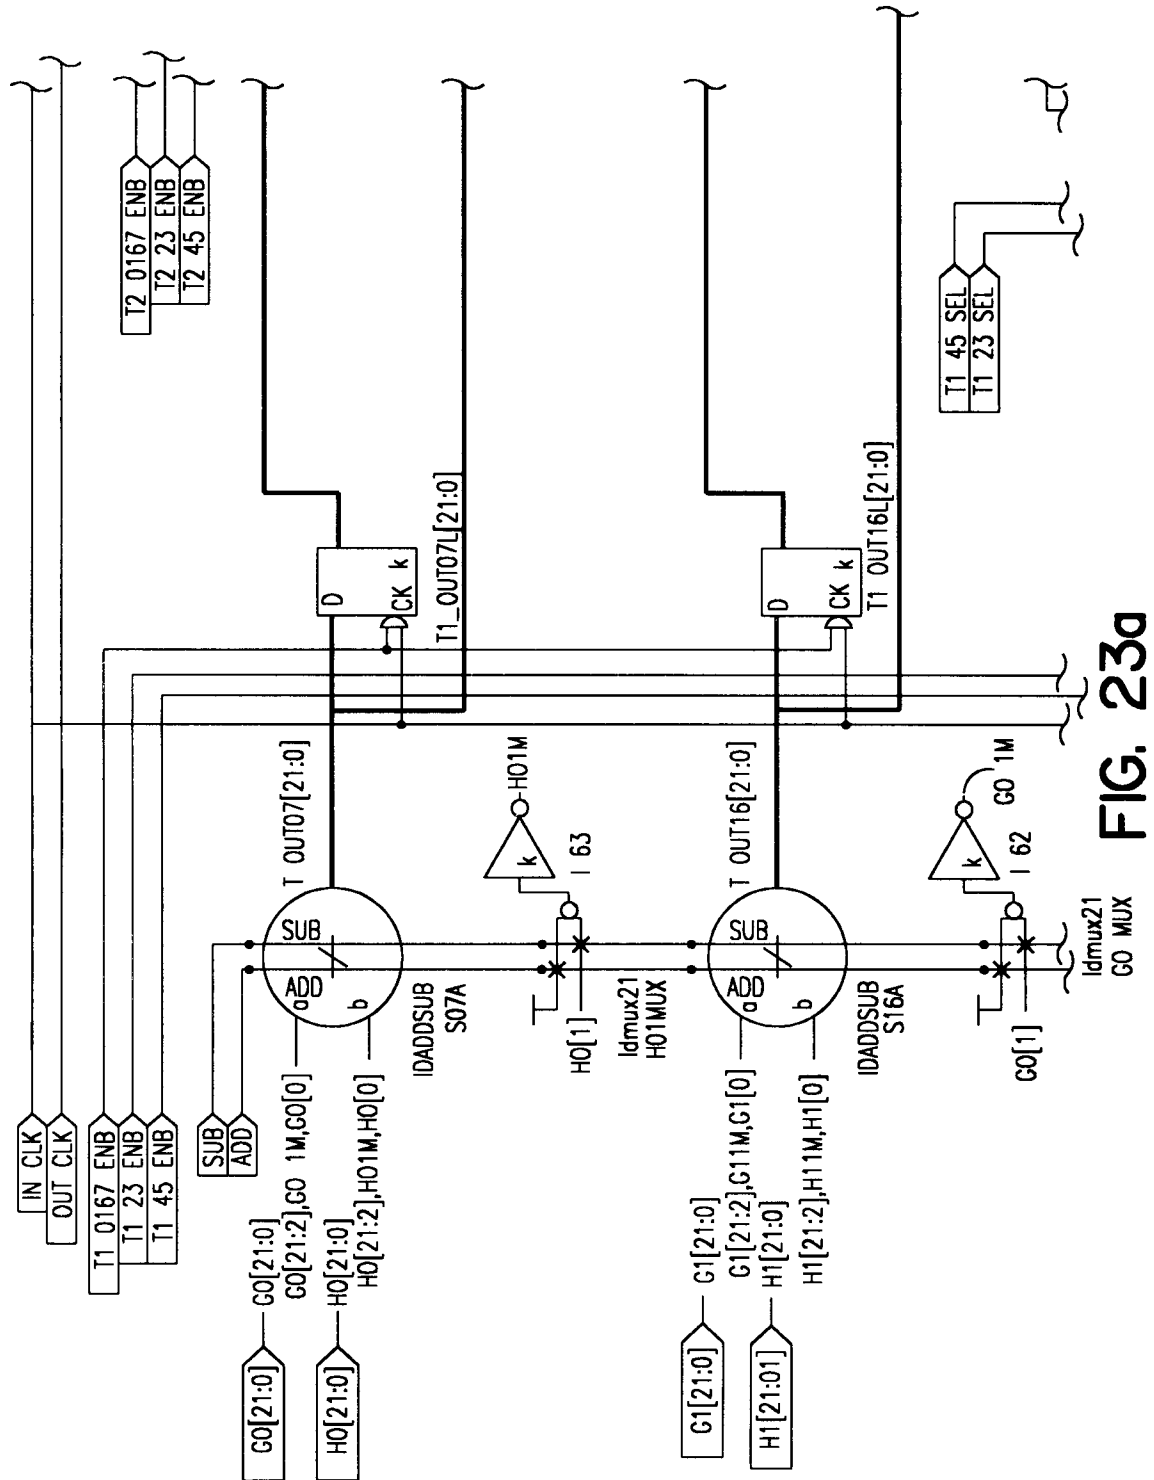 IN CLK
OUT CLK
T1 0167 ENB
T1 23 ENB
T1 45 ENB
T2 0167 ENB
T2 23 ENB
T2 45 ENB
SUB
ADD
G0[21:0]
G0[21:0]
G0[21:2],G0 1M,G0[0]
H0[21:0]
H0[21:0]
H0[21:2],H01M,H0[0]
SUB
ADD
a
b
IDADDSUB
S07A
T OUT07[21:0]
D
CK k
T1_OUT07L[21:0]
H0[1]
k
H01M
I 63
ldmux21
H01MUX
G1[21:0]
G1[21:0]
G1[21:2],G11M,G1[0]
H1[21:01]
H1[21:0]
H1[21:2],H11M,H1[0]
SUB
ADD
a
b
IDADDSUB
S16A
T OUT16[21:0]
D
CK k
T1 OUT16L[21:0]
T1 45 SEL
T1 23 SEL
G0[1]
k
G0 1M
I 62
ldmux21
G0 MUX
FIG. 23a